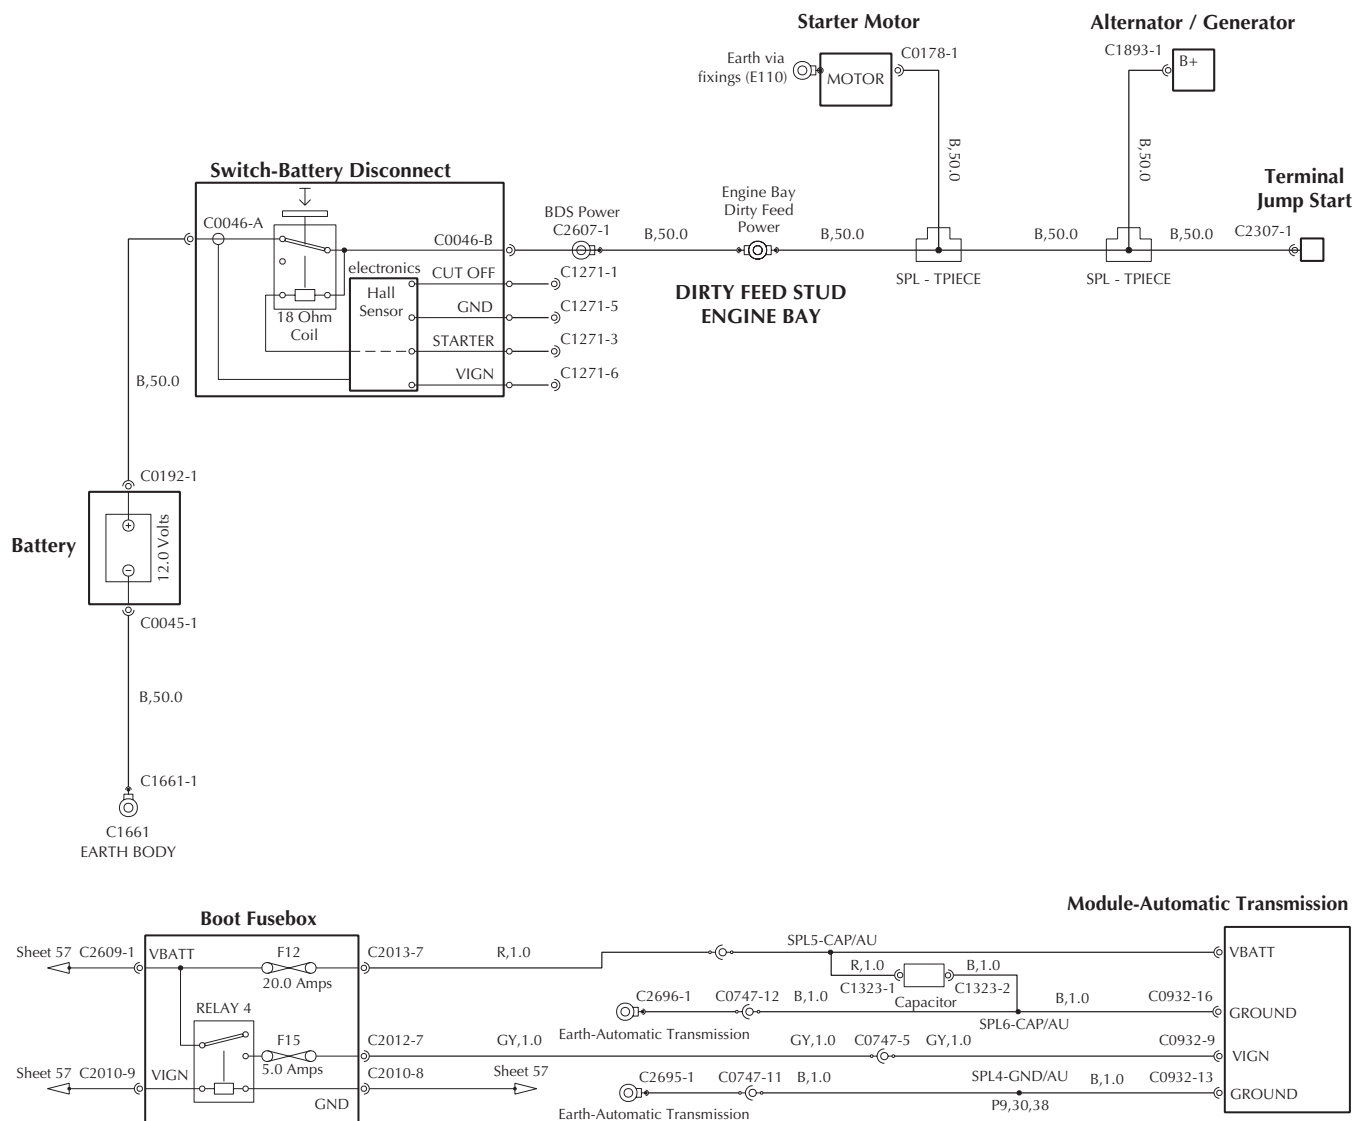 Starter Motor
Alternator / Generator
Earth via
fixings (E110)
MOTOR
C0178-1
C1893-1
B+
B,50.0
B,50.0
Switch-Battery Disconnect
Terminal
Jump Start
C0046-A
C0046-B
BDS Power
C2607-1
B,50.0
Engine Bay
Dirty Feed
Power
B,50.0
B,50.0
B,50.0
C2307-1
SPL - TPIECE
SPL - TPIECE
DIRTY FEED STUD
ENGINE BAY
electronics
Hall
Sensor
18 Ohm
Coil
CUT OFF
C1271-1
GND
C1271-5
STARTER
C1271-3
VIGN
C1271-6
B,50.0
C0192-1
Battery
12.0 Volts
C0045-1
B,50.0
C1661-1
C1661
EARTH BODY
Boot Fusebox
Module-Automatic Transmission
Sheet 57
C2609-1
VBATT
F12
20.0 Amps
C2013-7
R,1.0
SPL5-CAP/AU
VBATT
R,1.0
B,1.0
C1323-1
C1323-2
Capacitor
RELAY 4
C2696-1
C0747-12
B,1.0
B,1.0
C0932-16
GROUND
Earth-Automatic Transmission
SPL6-CAP/AU
F15
5.0 Amps
C2012-7
GY,1.0
GY,1.0
C0747-5
GY,1.0
C0932-9
VIGN
Sheet 57
C2010-9
VIGN
C2010-8
Sheet 57
GND
C2695-1
C0747-11
B,1.0
SPL4-GND/AU
B,1.0
C0932-13
GROUND
P9,30,38
Earth-Automatic Transmission